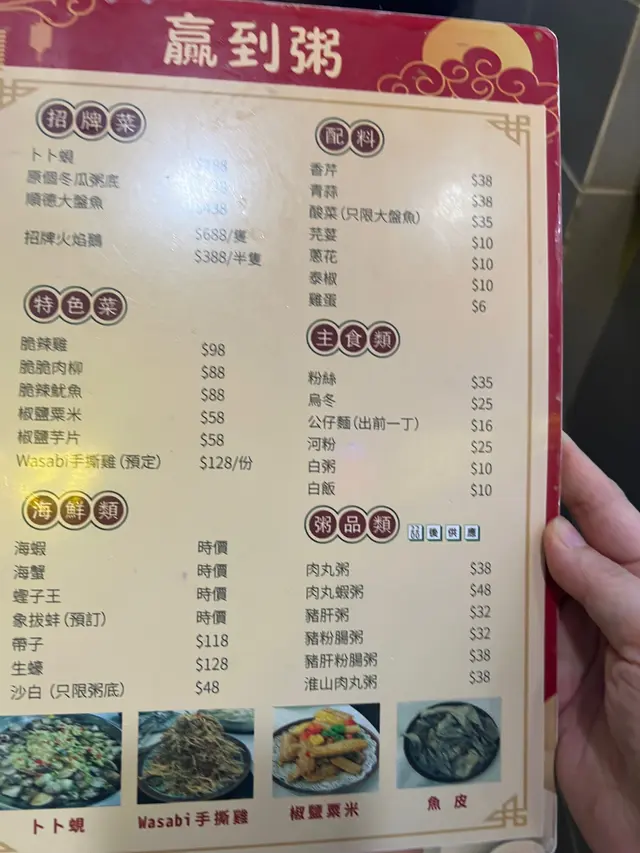 贏到粥
招牌菜
卜卜蜆
原個冬瓜粥底
順德大盤魚 $438
招牌火焰鵝 $688/隻
$388/半隻
特色菜
脆辣雞 $98
脆脆肉柳 $88
脆辣魷魚 $88
椒鹽粟米 $58
椒鹽芋片 $58
Wasabi手撕雞(預定) $128/份
海鮮類
海蝦 時價
海蟹 時價
蟶子王 時價
象拔蚌(預訂) 時價
帶子 $118
生蠔 $128
沙白 (只限粥底) $48
配料
香芹 $38
青蒜 $38
酸菜(只限大盤魚) $35
芫荽 $10
蔥花 $10
泰椒 $10
雞蛋 $6
主食類
粉絲 $35
烏冬 $25
公仔麵(出前一丁) $16
河粉 $25
白粥 $10
白飯 $10
粥品類 後供應
肉丸粥 $38
肉丸蝦粥 $48
豬肝粥 $32
豬粉腸粥 $32
豬肝粉腸粥 $38
淮山肉丸粥 $38
卜卜蜆
Wasabi手撕雞
椒鹽粟米
魚皮